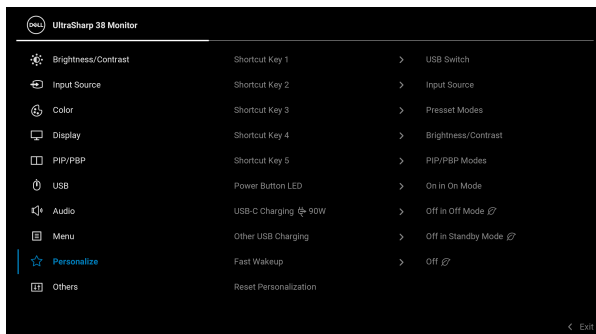 DELL UltraSharp 38 Monitor
Brightness/Contrast Shortcut Key 1 USB Switch
Input Source Shortcut Key 2 Input Source
Color Shortcut Key 3 Presset Modes
Display Shortcut Key 4 Brightness/Contrast
PIP/PBP Shortcut Key 5 PIP/PBP Modes
USB Power Button LED On in On Mode
Audio USB-C Charging 90W Off in Off Mode
Menu Other USB Charging Off in Standby Mode
Personalize Fast Wakeup Off
Others Reset Personalization
Exit